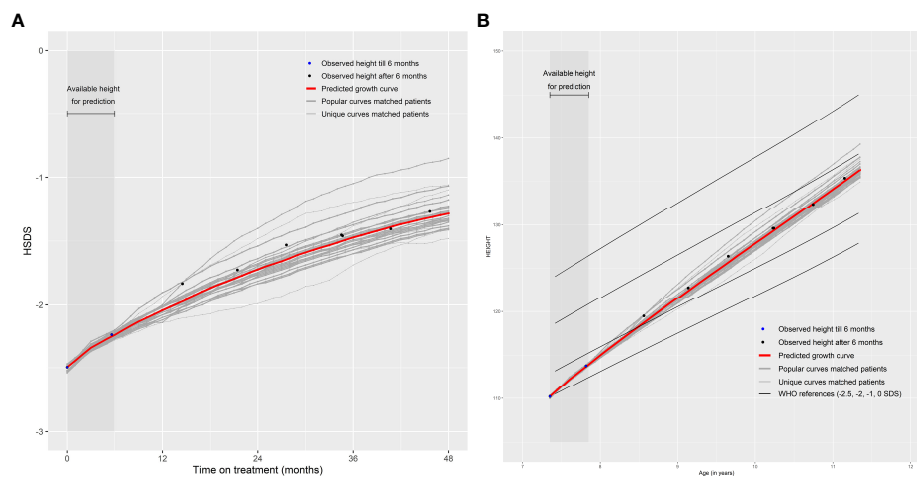 A
B
0
-1
-2
-3
HSDS
0
12
24
36
48
Time on treatment (months)
Available height
for prediction
Observed height till 6 months
Observed height after 6 months
Predicted growth curve
Popular curves matched patients
Unique curves matched patients
150
140
130
120
110
HEIGHT
7
8
9
10
11
12
Age (in years)
Available height
for prediction
Observed height till 6 months
Observed height after 6 months
Predicted growth curve
Popular curves matched patients
Unique curves matched patients
WHO references (-2.5, -2, -1, 0 SDS)